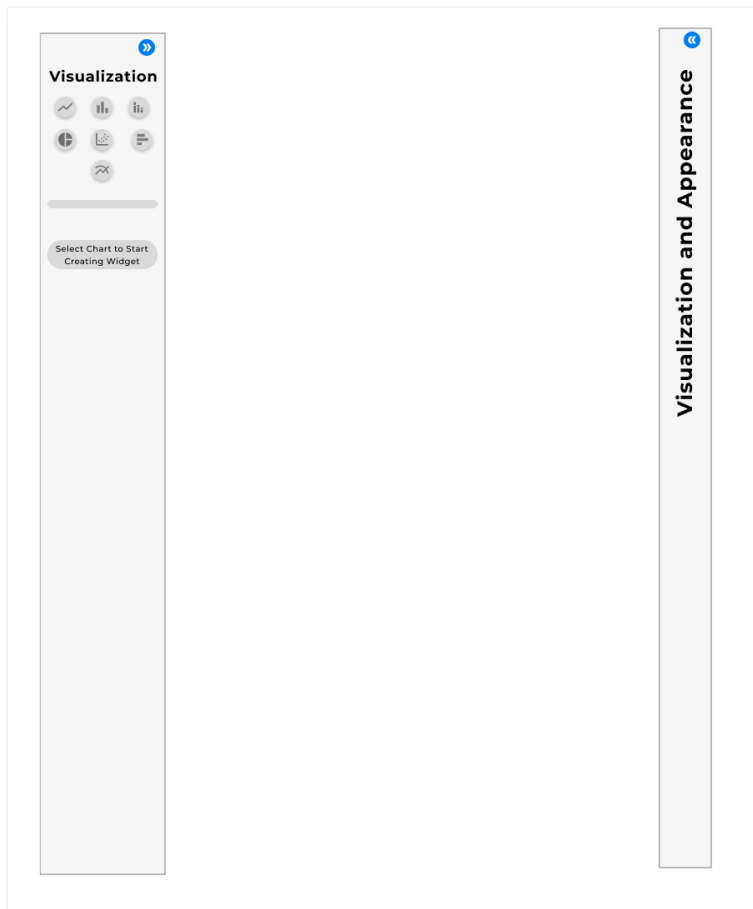 Visualization
Select Chart to Start
Creating Widget
Visualization and Appearance